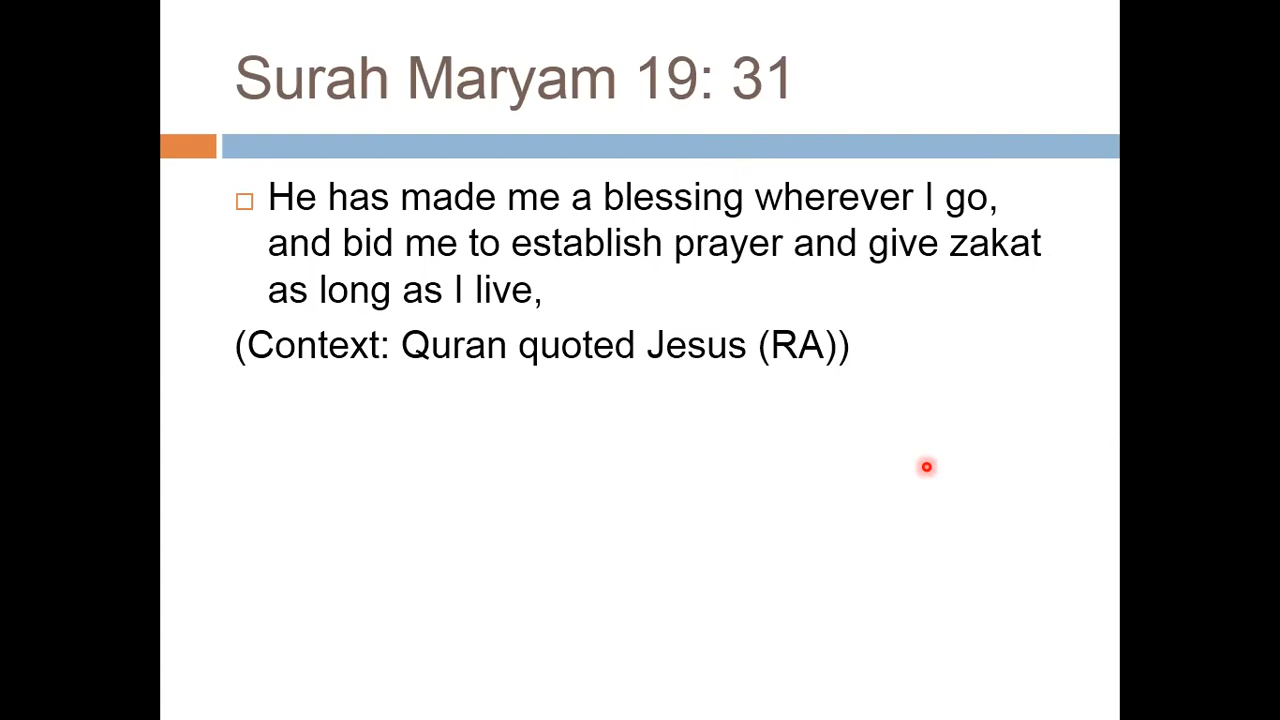 Surah Maryam 19: 31
He has made me a blessing wherever I go,
and bid me to establish prayer and give zakat
as long as I live,
(Context: Quran quoted Jesus (RA))